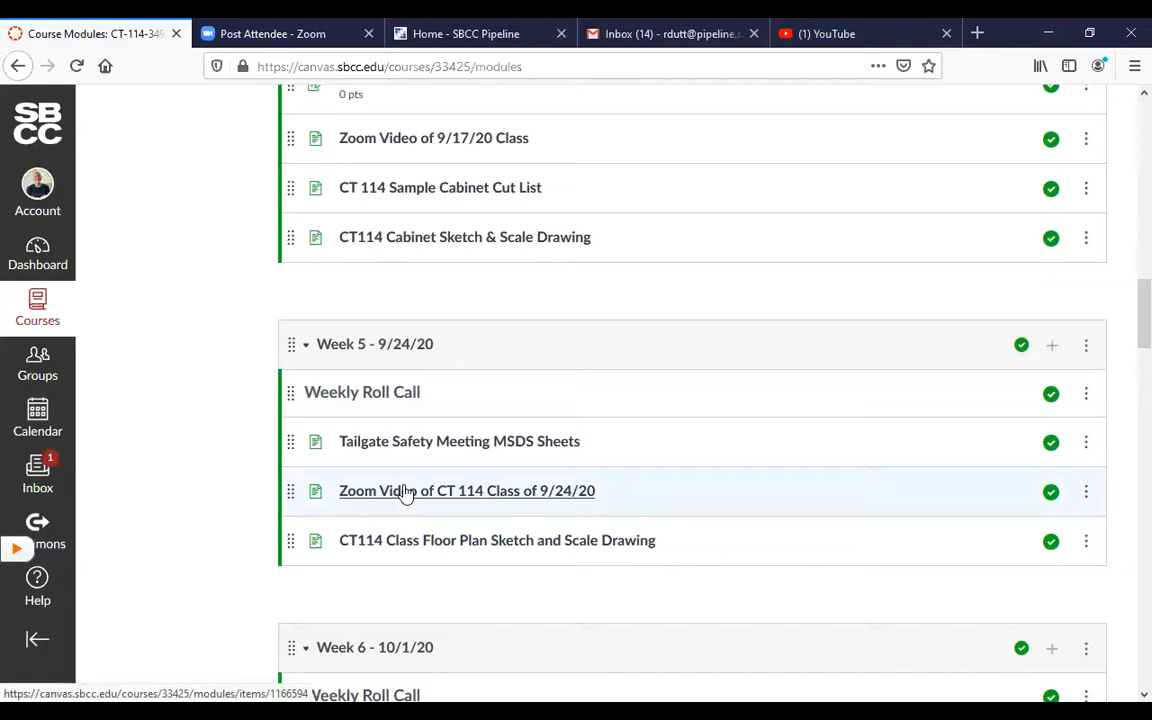 Course Modules: CT-114-349
Post Attendee - Zoom
Home - SBCC Pipeline
Inbox (14) - rdutt@pipeline.s
(1) YouTube
https://canvas.sbcc.edu/courses/33425/modules
SB
CC
Account
Dashboard
Courses
Groups
Calendar
1
Inbox
mons
Help
0 pts
Zoom Video of 9/17/20 Class
CT 114 Sample Cabinet Cut List
CT114 Cabinet Sketch & Scale Drawing
Week 5 - 9/24/20
Weekly Roll Call
Tailgate Safety Meeting MSDS Sheets
Zoom Video of CT 114 Class of 9/24/20
CT114 Class Floor Plan Sketch and Scale Drawing
Week 6 - 10/1/20
Weekly Roll Call
https://canvas.sbcc.edu/courses/33425/modules/items/1166594